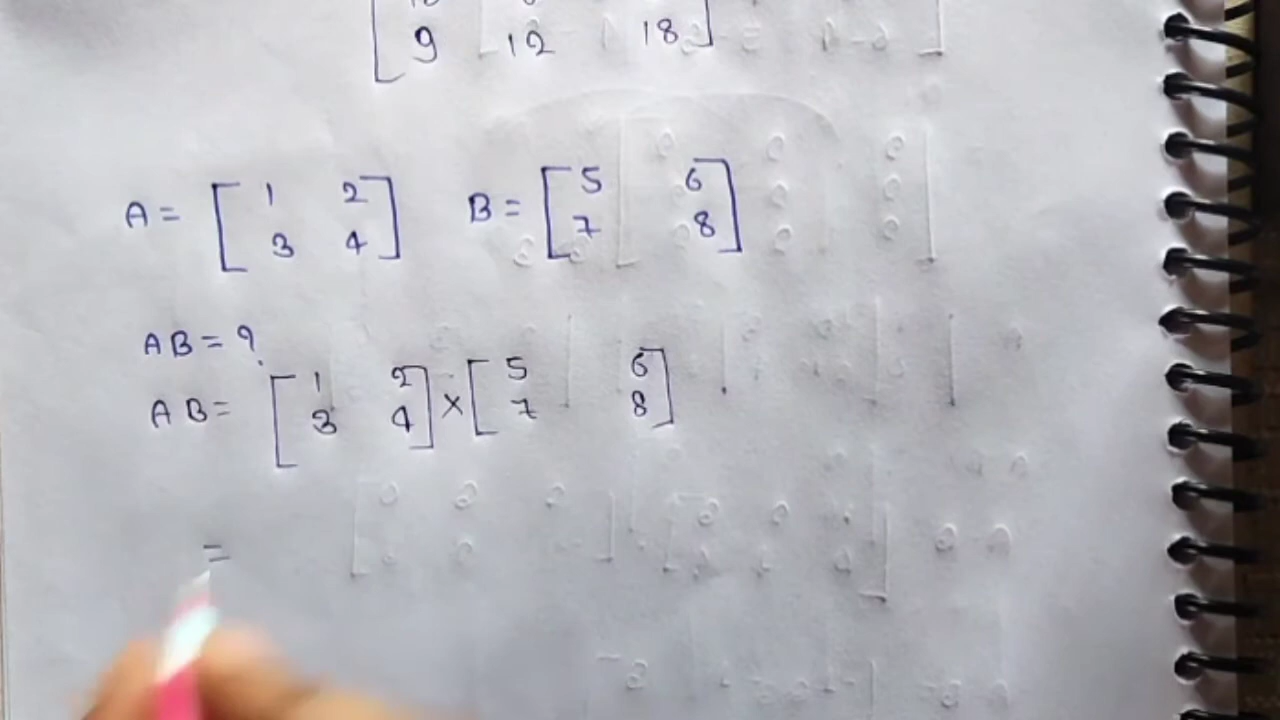 9 12 18
A = [ 1 2 B = [ 5 6
3 4 ] 7 8 ]
AB = ?
AB = [ 1 2 ] × [ 5 6 ]
3 4 7 8
=